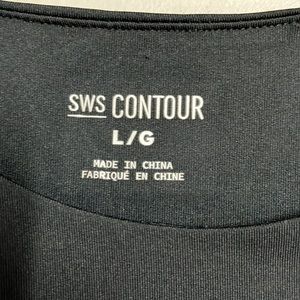 SWS CONTOUR
L/G
MADE IN CHINA
FABRIQUÉ EN CHINE